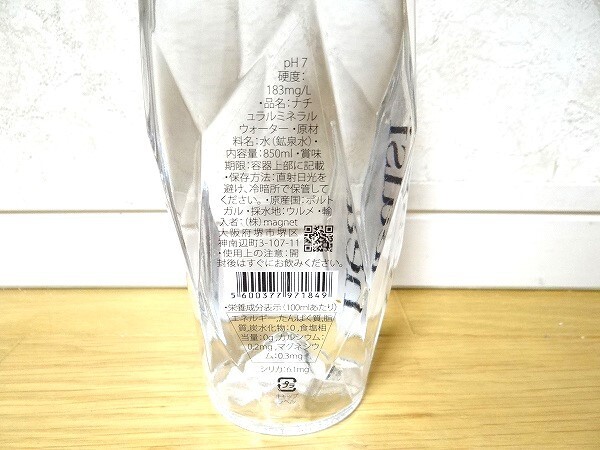 pH 7
硬度:
183mg/L
・品名:ナチ
ュラルミネラル
ウォーター・原材
料名:水(鉱泉水)・
内容量:850ml・賞味
期限:容器上部に記載
・保存方法:直射日光を
避け、冷暗所で保管して
ください。・原産国:ポルト
ガル・採水地:ウルメ・輸
入者:(株)magnet
大阪府堺市堺区
神南辺町3-107-11
・使用上の注意:開
封後はすぐにお飲みください。
5 600377 971849
・栄養成分表示(100mlあたり)
エネルギー,たんぱく質,脂
質,炭水化物:0,食塩相
当量:0g,カルシウム:
0.2mg,マグネシウ
ム:0.3mg
シリカ:6.1mg
キャップ